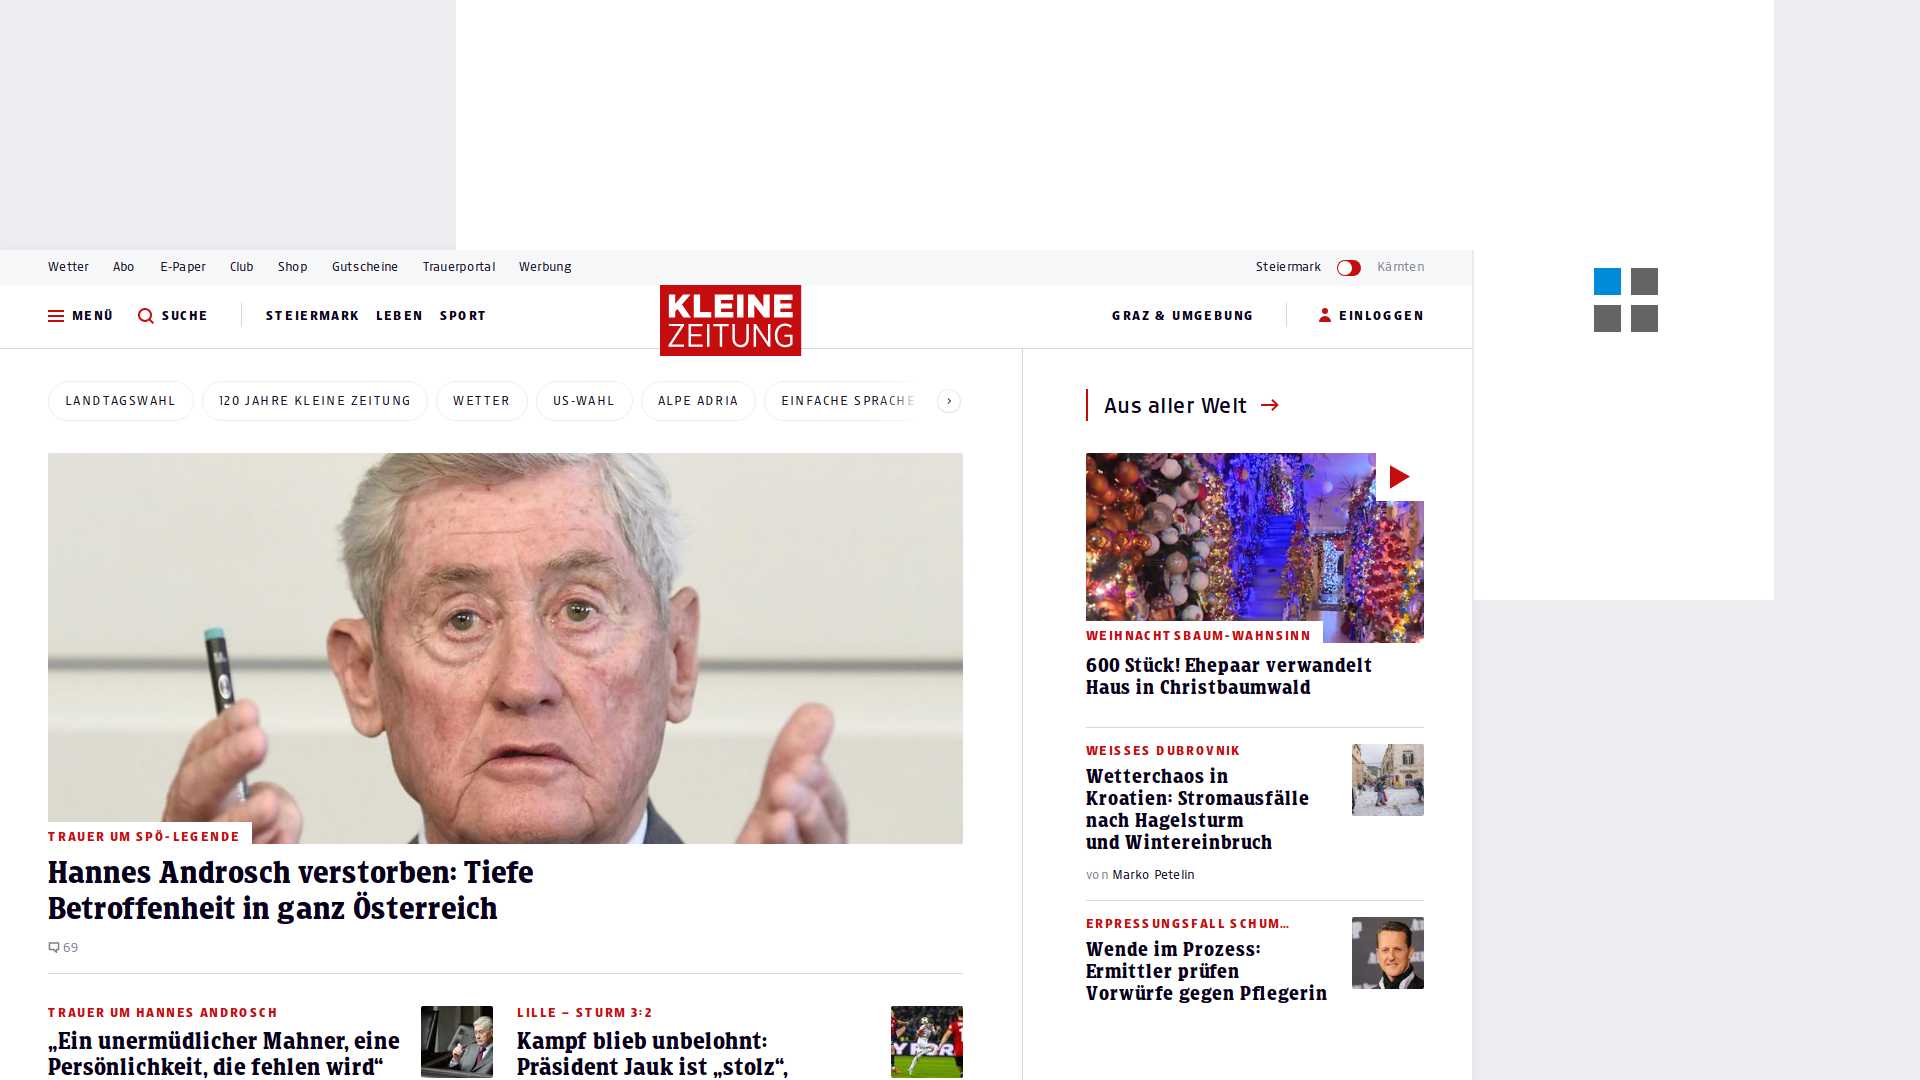 Wetter Abo E-Paper Club Shop Gutscheine Trauerportal Werbung
Steiermark Kärnten
MENÜ SUCHE STEIERMARK LEBEN SPORT
KLEINE
ZEITUNG
GRAZ & UMGEBUNG EINLOGGEN
LANDTAGSWAHL 120 JAHRE KLEINE ZEITUNG WETTER US-WAHL ALPE ADRIA EINFACHE SPRACHE
TRAUER UM SPÖ-LEGENDE
Hannes Androsch verstorben: Tiefe
Betroffenheit in ganz Österreich
69
TRAUER UM HANNES ANDROSCH
„Ein unermüdlicher Mahner, eine
Persönlichkeit, die fehlen wird“
LILLE – STURM 3:2
Kampf blieb unbelohnt:
Präsident Jauk ist „stolz“,
Aus aller Welt
WEIHNACHTSBAUM-WAHNSINN
600 Stück! Ehepaar verwandelt
Haus in Christbaumwald
WEISSES DUBROVNIK
Wetterchaos in
Kroatien: Stromausfälle
nach Hagelsturm
und Wintereinbruch
von Marko Petelin
ERPRESSUNGSFALL SCHUM…
Wende im Prozess:
Ermittler prüfen
Vorwürfe gegen Pflegerin